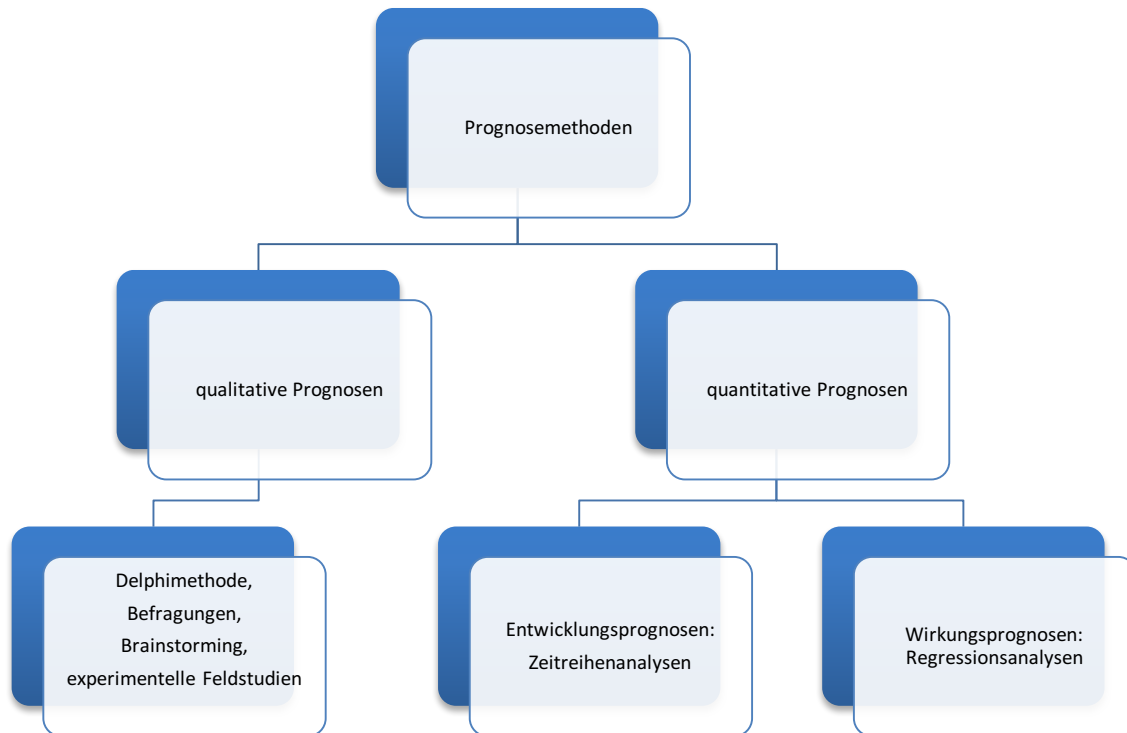 Prognosemethoden
qualitative Prognosen
quantitative Prognosen
Delphimethode,
Befragungen,
Brainstorming,
experimentelle Feldstudien
Entwicklungsprognosen:
Zeitreihenanalysen
Wirkungsprognosen:
Regressionsanalysen